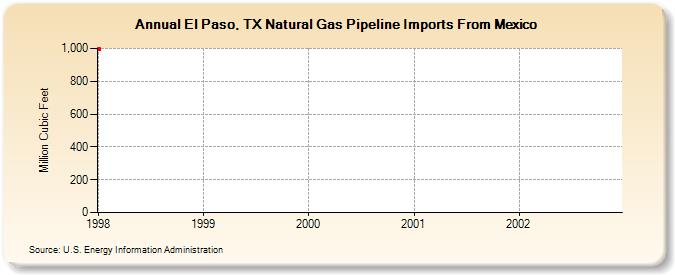 Annual El Paso, TX Natural Gas Pipeline Imports From Mexico
Million Cubic Feet
1,000
800
600
400
200
0
1998 1999 2000 2001 2002
Source: U.S. Energy Information Administration